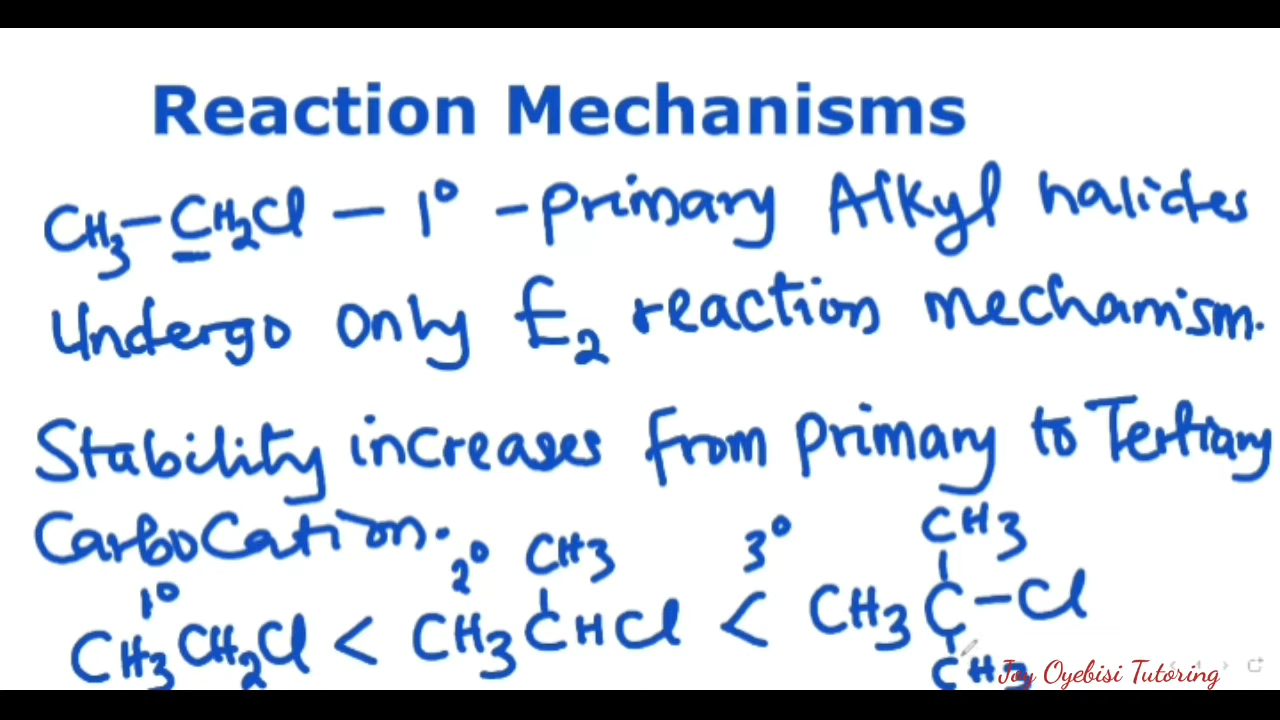 Reaction Mechanisms
CH₃ – CH₂Cl – 1° – primary Alkyl halides
Undergo only E₂ reaction mechanism.
Stability increases from primary to Tertiary
Carbocation.
1° 2° CH3 3° CH3
CH₃CH₂Cl < CH3CHCl < CH3C–Cl
CH3
Joy Oyebisi Tutoring